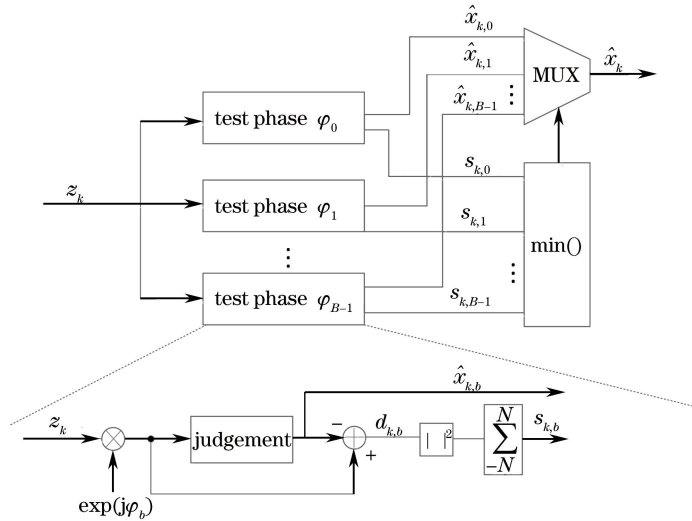 x̂ₖ,₀
x̂ₖ,₁
MUX
x̂ₖ
x̂ₖ,B₋₁
⋮
test phase φ₀
sₖ,₀
zₖ
test phase φ₁
sₖ,₁
min()
⋮
⋮
test phase φB₋₁
sₖ,B₋₁
x̂ₖ,b
zₖ
judgement
−
+
dₖ,b
| |²
N
∑
−N
sₖ,b
exp(jφb)